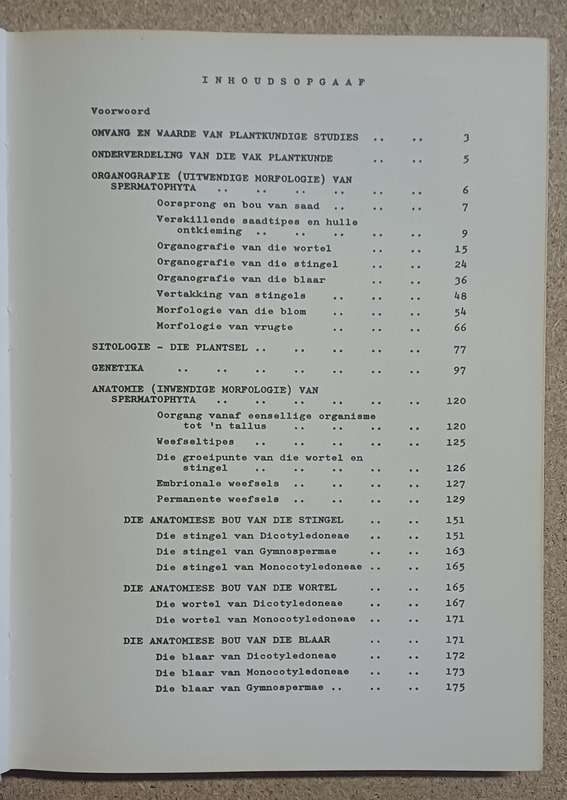 INHOUDSOPGAAF
Voorwoord
OMVANG EN WAARDE VAN PLANTKUNDIGE STUDIES .. .. 3
ONDERVERDELING VAN DIE VAK PLANTKUNDE .. .. 5
ORGANOGRAFIE (UITWENDIGE MORFOLOGIE) VAN
SPERMATOPHYTA .. .. .. .. .. .. 6
Oorsprong en bou van saad .. .. .. 7
Verskillende saadtipes en hulle
ontkieming .. .. .. .. .. 9
Organografie van die wortel .. .. 15
Organografie van die stingel .. .. 24
Organografie van die blaar .. .. 36
Vertakking van stingels .. .. .. 48
Morfologie van die blom .. .. .. 54
Morfologie van vrugte .. .. .. 66
SITOLOGIE - DIE PLANTSEL .. .. .. .. .. 77
GENETIKA .. .. .. .. .. .. .. 97
ANATOMIE (INWENDIGE MORFOLOGIE) VAN
SPERMATOPHYTA .. .. .. .. .. .. 120
Oorgang vanaf eensellige organisme
tot 'n tallus .. .. .. .. 120
Weefseltipes .. .. .. .. .. 125
Die groeipunte van die wortel en
stingel .. .. .. .. .. 126
Embrionale weefsels .. .. .. .. 127
Permanente weefsels .. .. .. .. 129
DIE ANATOMIESE BOU VAN DIE STINGEL .. .. 151
Die stingel van Dicotyledoneae .. .. 151
Die stingel van Gymnospermae .. .. 163
Die stingel van Monocotyledoneae .. .. 165
DIE ANATOMIESE BOU VAN DIE WORTEL .. .. 165
Die wortel van Dicotyledoneae .. .. 167
Die wortel van Monocotyledoneae .. .. 171
DIE ANATOMIESE BOU VAN DIE BLAAR .. .. 171
Die blaar van Dicotyledoneae .. .. 172
Die blaar van Monocotyledoneae .. .. 173
Die blaar van Gymnospermae .. .. .. 175